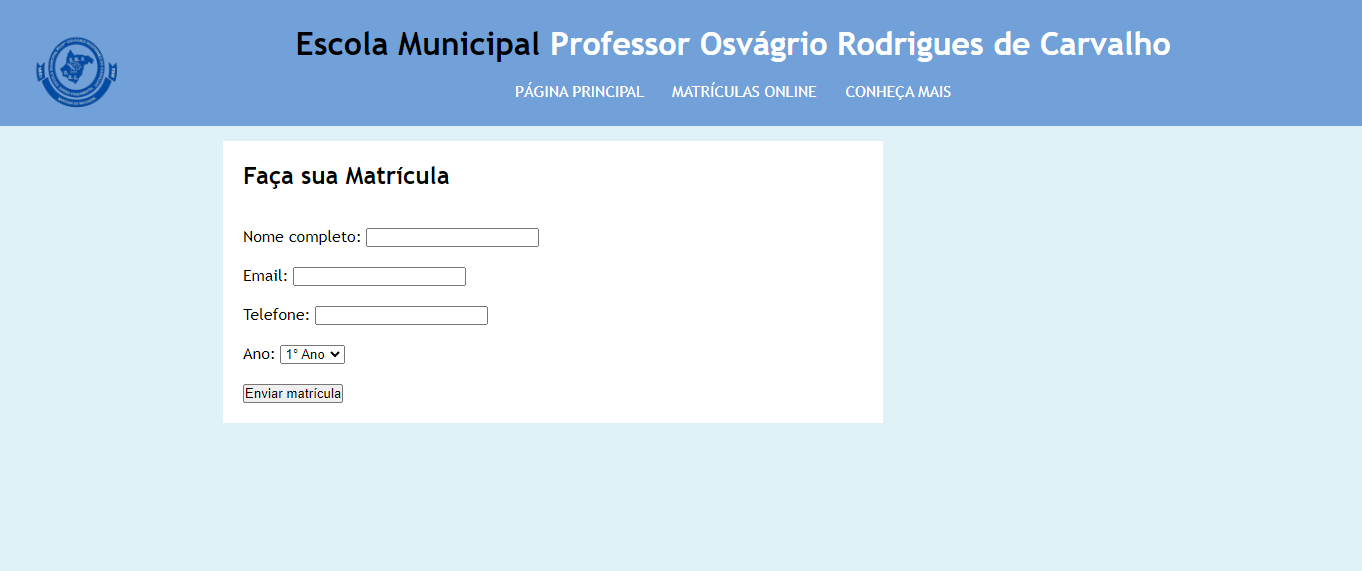 Escola Municipal Professor Osvágrio Rodrigues de Carvalho
PÁGINA PRINCIPAL MATRÍCULAS ONLINE CONHEÇA MAIS
Faça sua Matrícula
Nome completo:
Email:
Telefone:
Ano: 1° Ano
Enviar matrícula